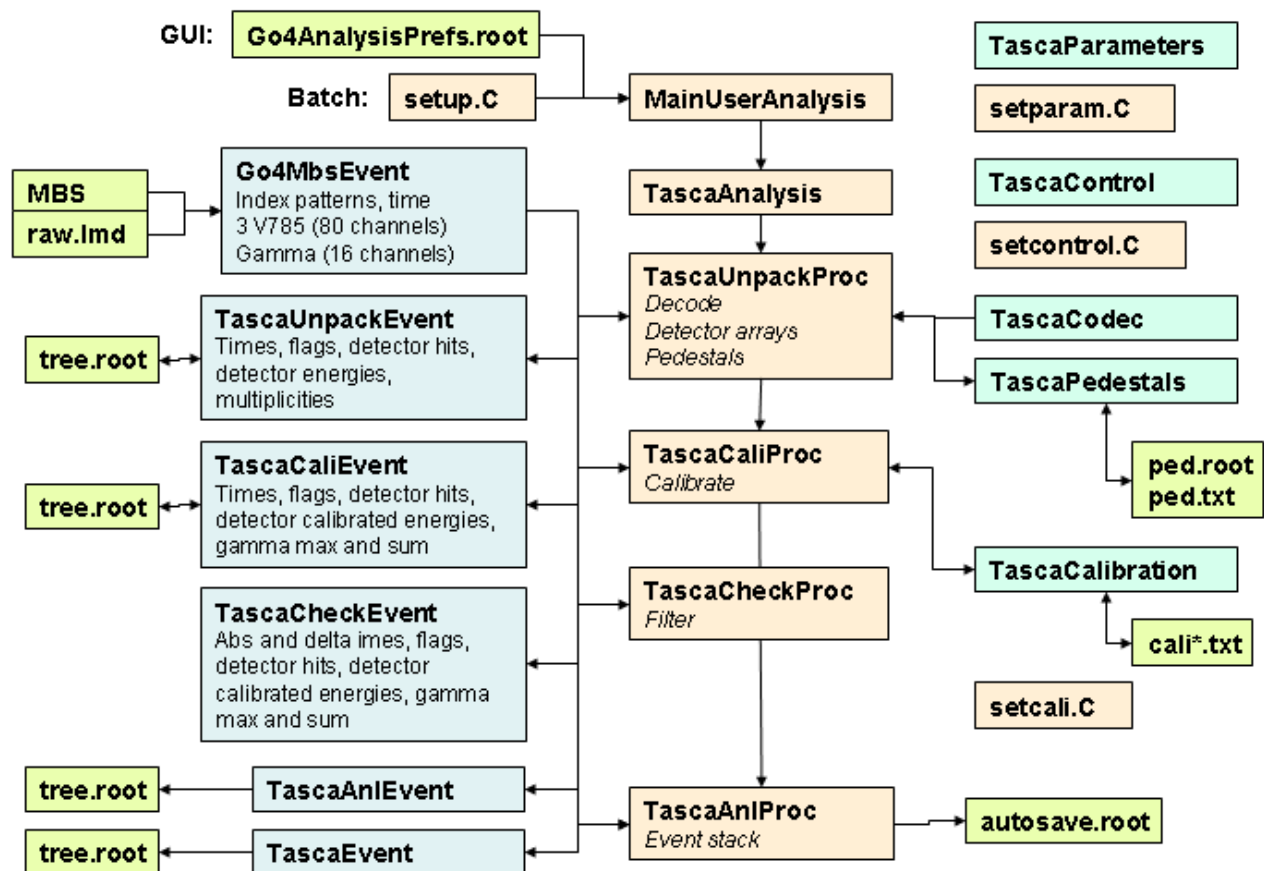 GUI:
Go4AnalysisPrefs.root
Batch:
setup.C
MainUserAnalysis
TascaParameters
setparam.C
MBS
raw.lmd
Go4MbsEvent
Index patterns, time
3 V785 (80 channels)
Gamma (16 channels)
TascaAnalysis
TascaControl
setcontrol.C
TascaUnpackProc
Decode
Detector arrays
Pedestals
TascaCodec
TascaPedestals
ped.root
ped.txt
tree.root
TascaUnpackEvent
Times, flags, detector hits,
detector energies,
multiplicities
tree.root
TascaCaliEvent
Times, flags, detector hits,
detector calibrated energies,
gamma max and sum
TascaCaliProc
Calibrate
TascaCalibration
cali*.txt
setcali.C
TascaCheckEvent
Abs and delta imes, flags,
detector hits, detector
calibrated energies, gamma
max and sum
TascaCheckProc
Filter
tree.root
TascaAnlEvent
tree.root
TascaEvent
TascaAnlProc
Event stack
autosave.root